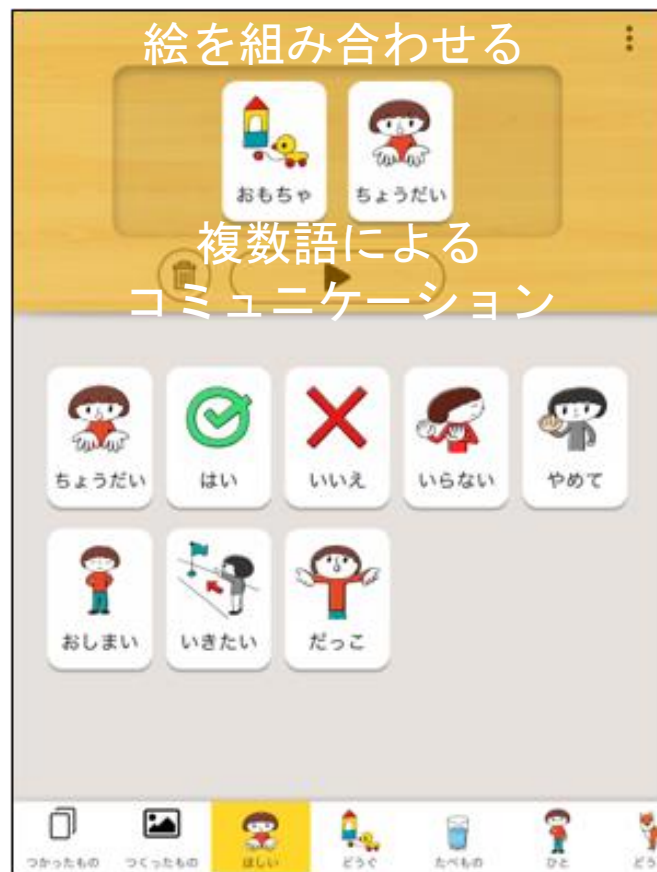 絵を組み合わせる
おもちゃ ちょうだい
複数語による
コミュニケーション
ちょうだい はい いいえ いらない やめて
おしまい いきたい だっこ
つかったもの つくったもの ほしい どうぐ たべもの ひと どう